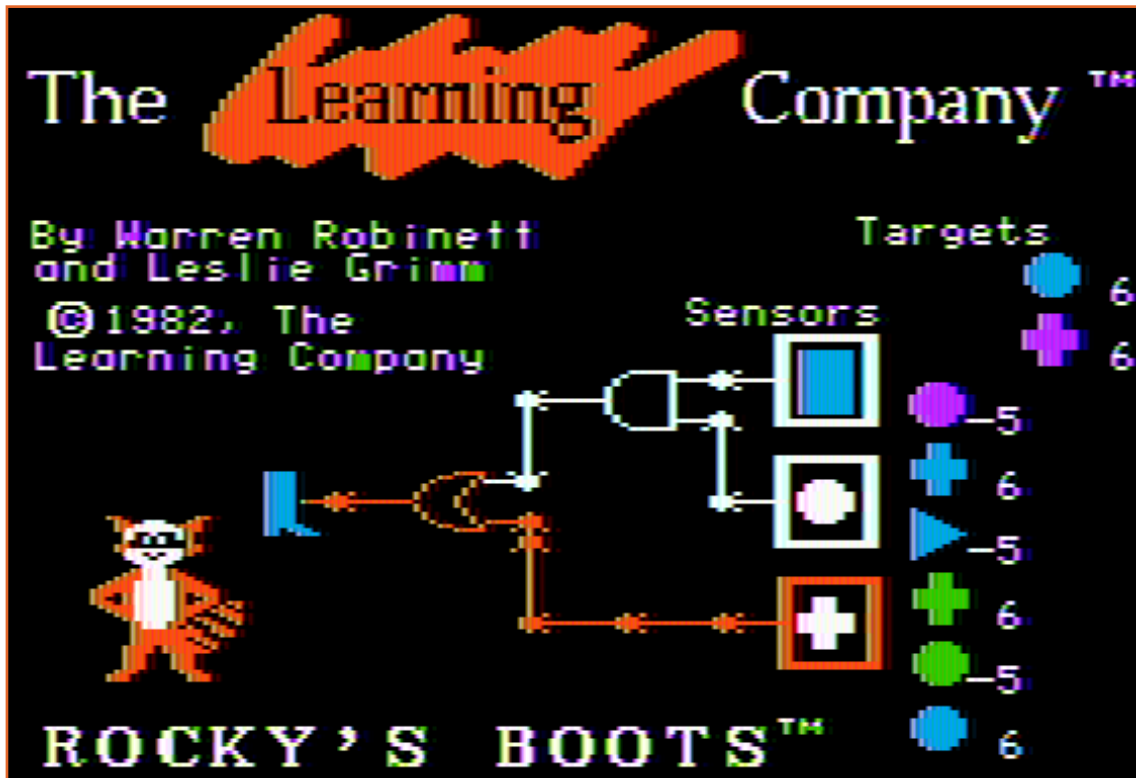 The Learning Company™
By Warren Robinett
and Leslie Grimm
©1982, The
Learning Company
Targets
6
Sensors
6
-5
6
-5
6
-5
6
ROCKY'S BOOTS™